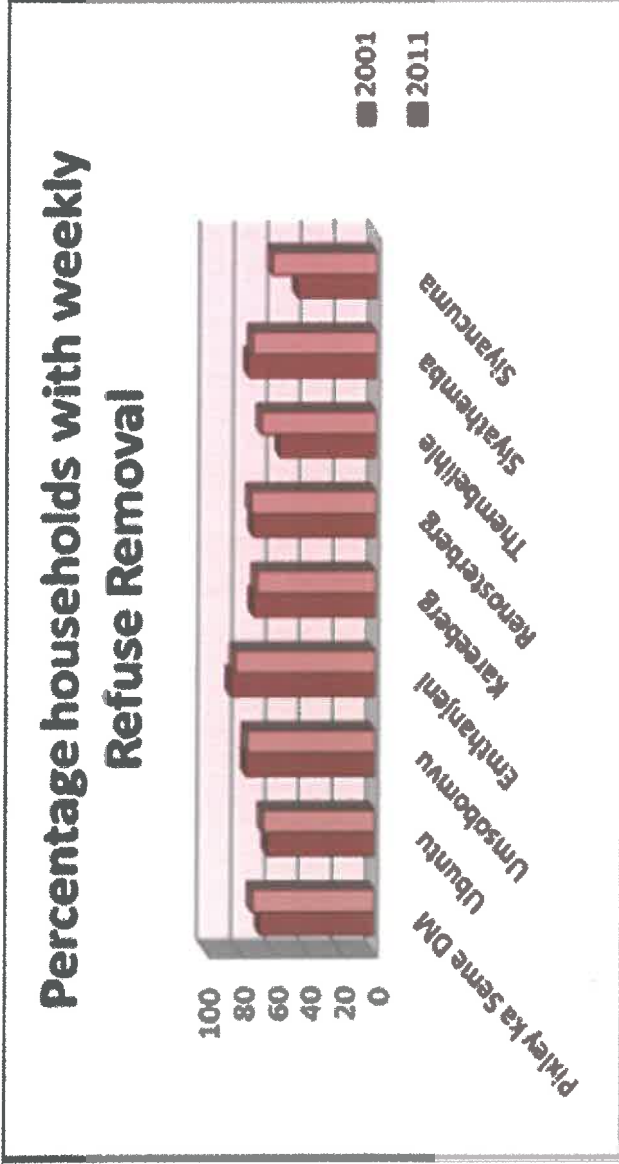 Percentage households with weekly
Refuse Removal
100
80
60
40
20
0
Pixley ka Seme DM
Ubuntu
Umsobomvu
Emthanjeni
Kareeberg
Renosterberg
Thembelihle
Siyathemba
Siyancuma
2001
2011